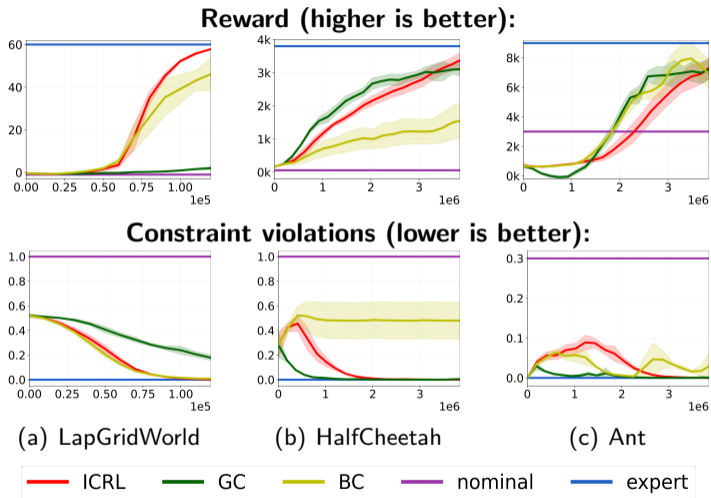 Reward (higher is better):
60
40
20
0
0.00 0.25 0.50 0.75 1.00
1e5
4k
3k
2k
1k
0k
0 1 2 3
1e6
8k
6k
4k
2k
0k
0 1 2 3
1e6
Constraint violations (lower is better):
1.0
0.8
0.6
0.4
0.2
0.0
0.00 0.25 0.50 0.75 1.00
1e5
1.0
0.8
0.6
0.4
0.2
0.0
0 1 2 3
1e6
0.3
0.2
0.1
0.0
0 1 2 3
1e6
(a) LapGridWorld (b) HalfCheetah (c) Ant
ICRL GC BC nominal expert